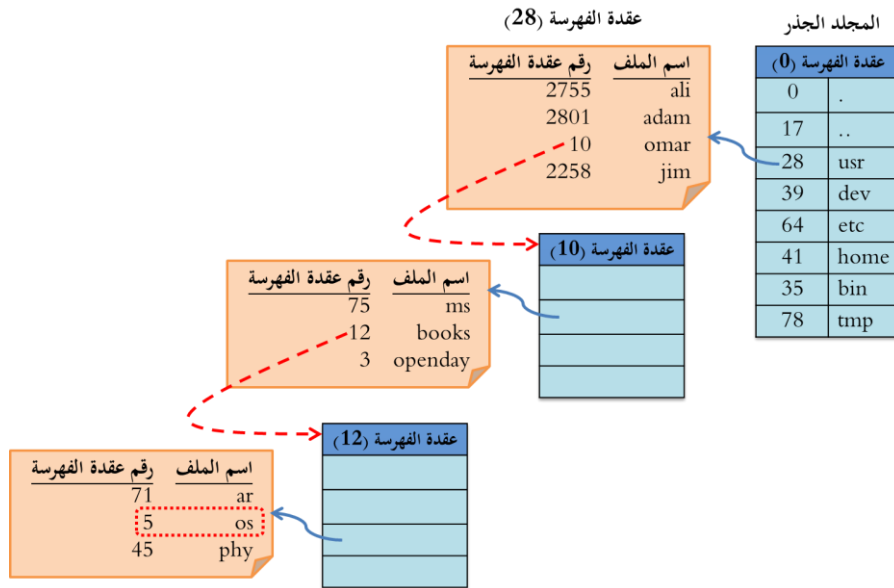 المجلد الجذر
عقدة الفهرسة (0)
0 .
17 ..
28 usr
39 dev
64 etc
41 home
35 bin
78 tmp
عقدة الفهرسة (28)
اسم الملف رقم عقدة الفهرسة
2755 ali
2801 adam
10 omar
2258 jim
عقدة الفهرسة (10)
اسم الملف رقم عقدة الفهرسة
75 ms
12 books
3 openday
عقدة الفهرسة (12)
اسم الملف رقم عقدة الفهرسة
71 ar
5 os
45 phy